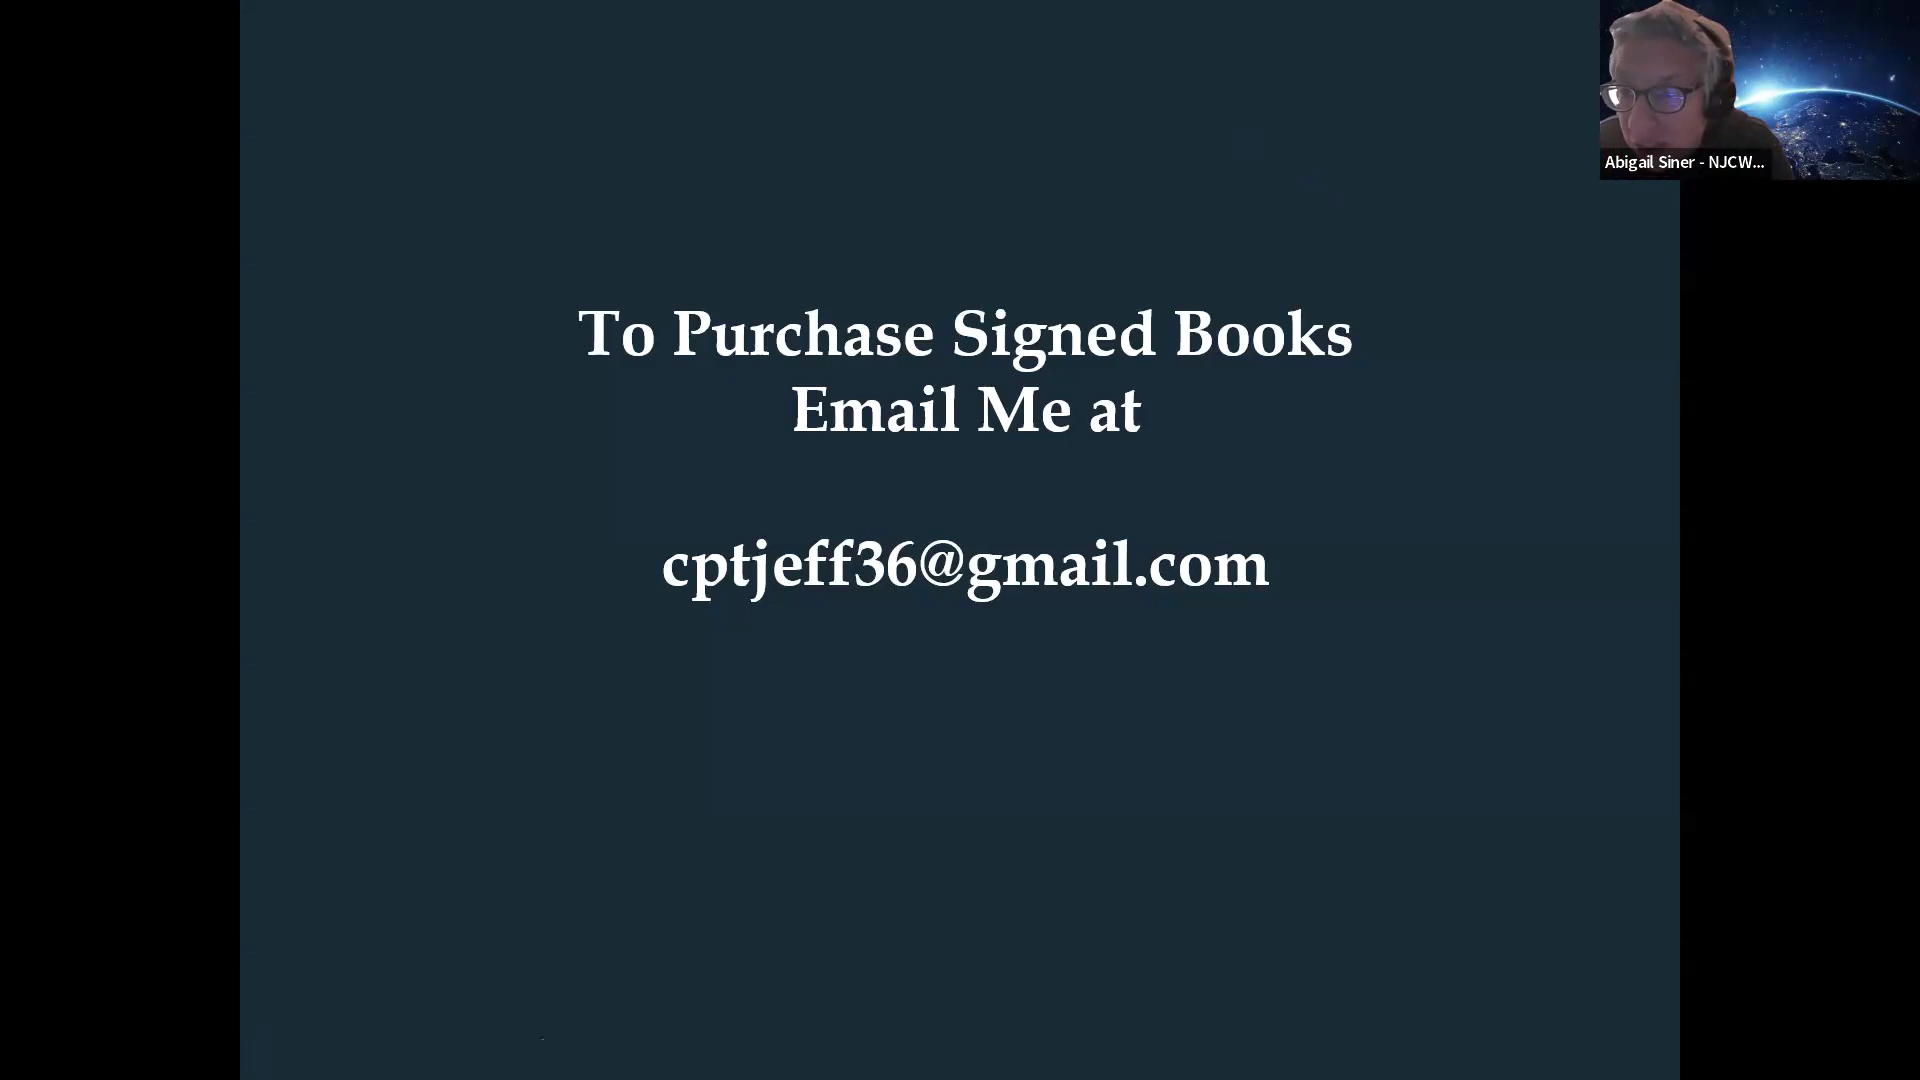 Abigail Siner - NJCW...
To Purchase Signed Books
Email Me at
cptjeff36@gmail.com